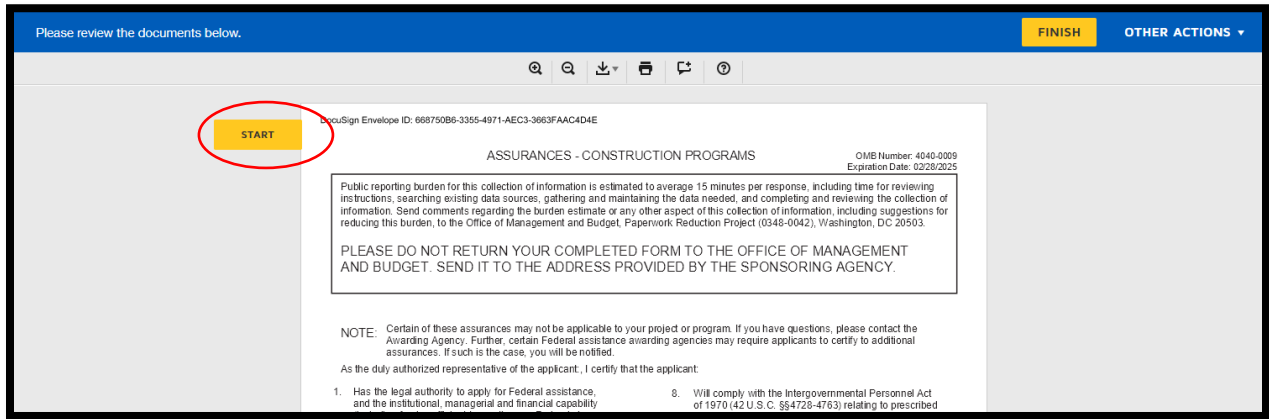 Please review the documents below.
FINISH
OTHER ACTIONS
START
DocuSign Envelope ID: 668750B6-3355-4971-AEC3-3663FAAC4D4E
ASSURANCES - CONSTRUCTION PROGRAMS
OMB Number: 4040-0009
Expiration Date: 02/28/2025
Public reporting burden for this collection of information is estimated to average 15 minutes per response, including time for reviewing
instructions, searching existing data sources, gathering and maintaining the data needed, and completing and reviewing the collection of
information. Send comments regarding the burden estimate or any other aspect of this collection of information, including suggestions for
reducing this burden, to the Office of Management and Budget, Paperwork Reduction Project (0348-0042), Washington, DC 20503.
PLEASE DO NOT RETURN YOUR COMPLETED FORM TO THE OFFICE OF MANAGEMENT
AND BUDGET. SEND IT TO THE ADDRESS PROVIDED BY THE SPONSORING AGENCY.
NOTE: Certain of these assurances may not be applicable to your project or program. If you have questions, please contact the
Awarding Agency. Further, certain Federal assistance awarding agencies may require applicants to certify to additional
assurances. If such is the case, you will be notified.
As the duly authorized representative of the applicant:, I certify that the applicant:
1. Has the legal authority to apply for Federal assistance,
and the institutional, managerial and financial capability
8. Will comply with the Intergovernmental Personnel Act
of 1970 (42 U.S.C. §§4728-4763) relating to prescribed